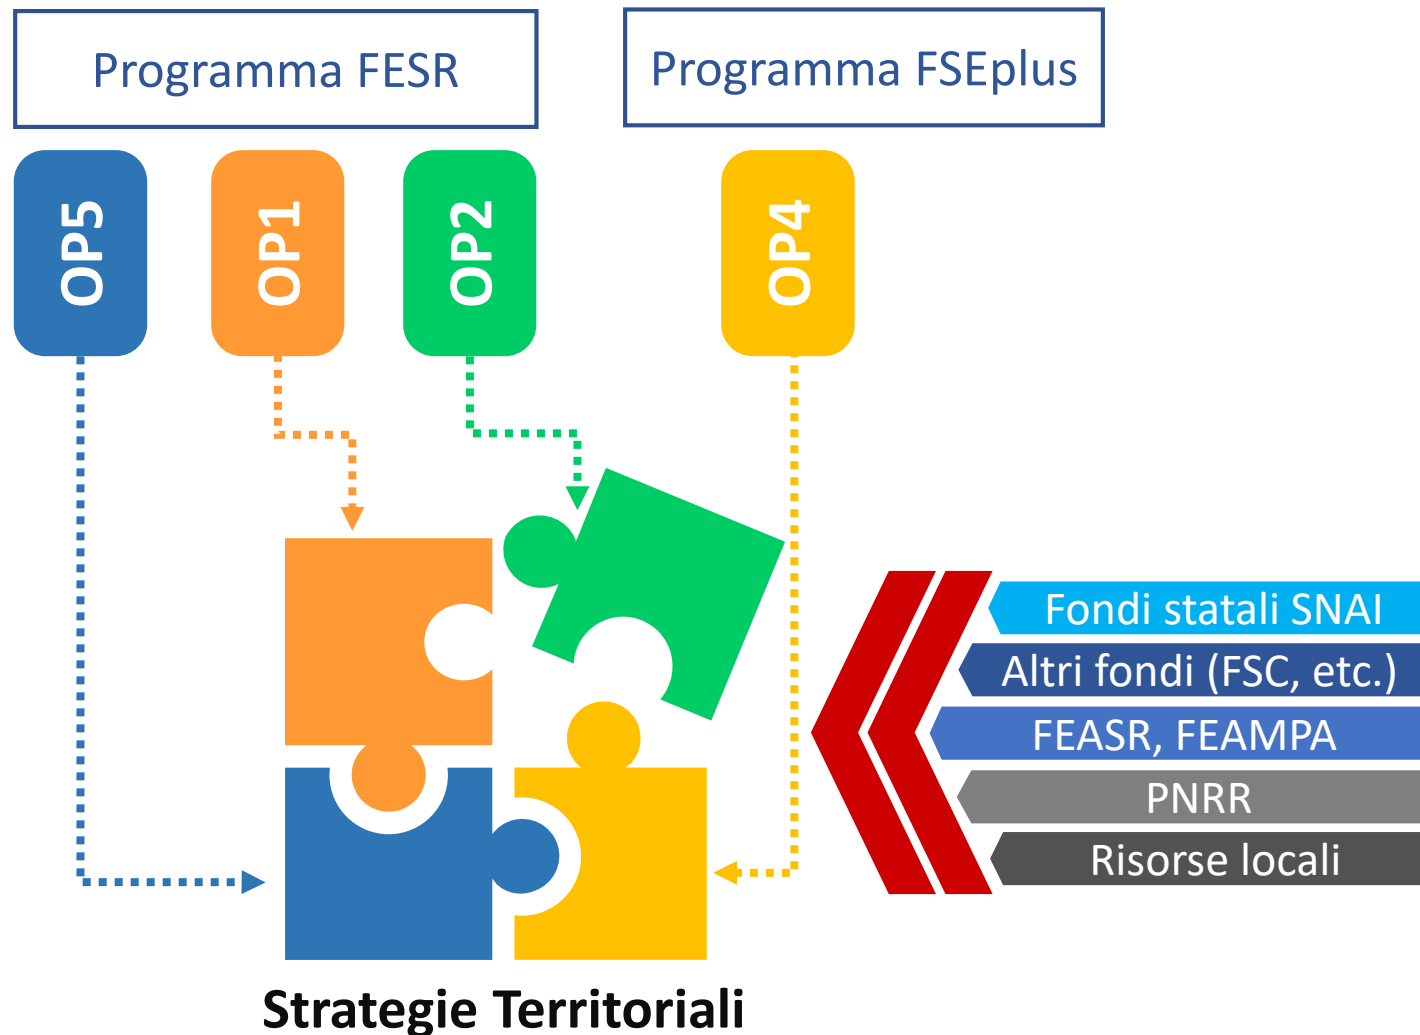 Programma FESR
Programma FSEplus
OP5
OP1
OP2
OP4
Fondi statali SNAI
Altri fondi (FSC, etc.)
FEASR, FEAMPA
PNRR
Risorse locali
Strategie Territoriali